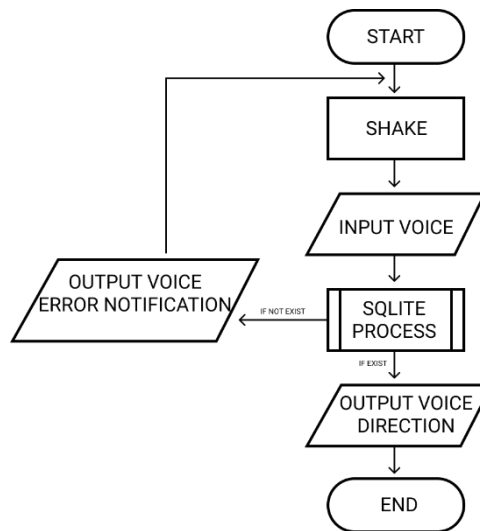 START
SHAKE
INPUT VOICE
OUTPUT VOICE
ERROR NOTIFICATION
IF NOT EXIST
SQLITE
PROCESS
IF EXIST
OUTPUT VOICE
DIRECTION
END